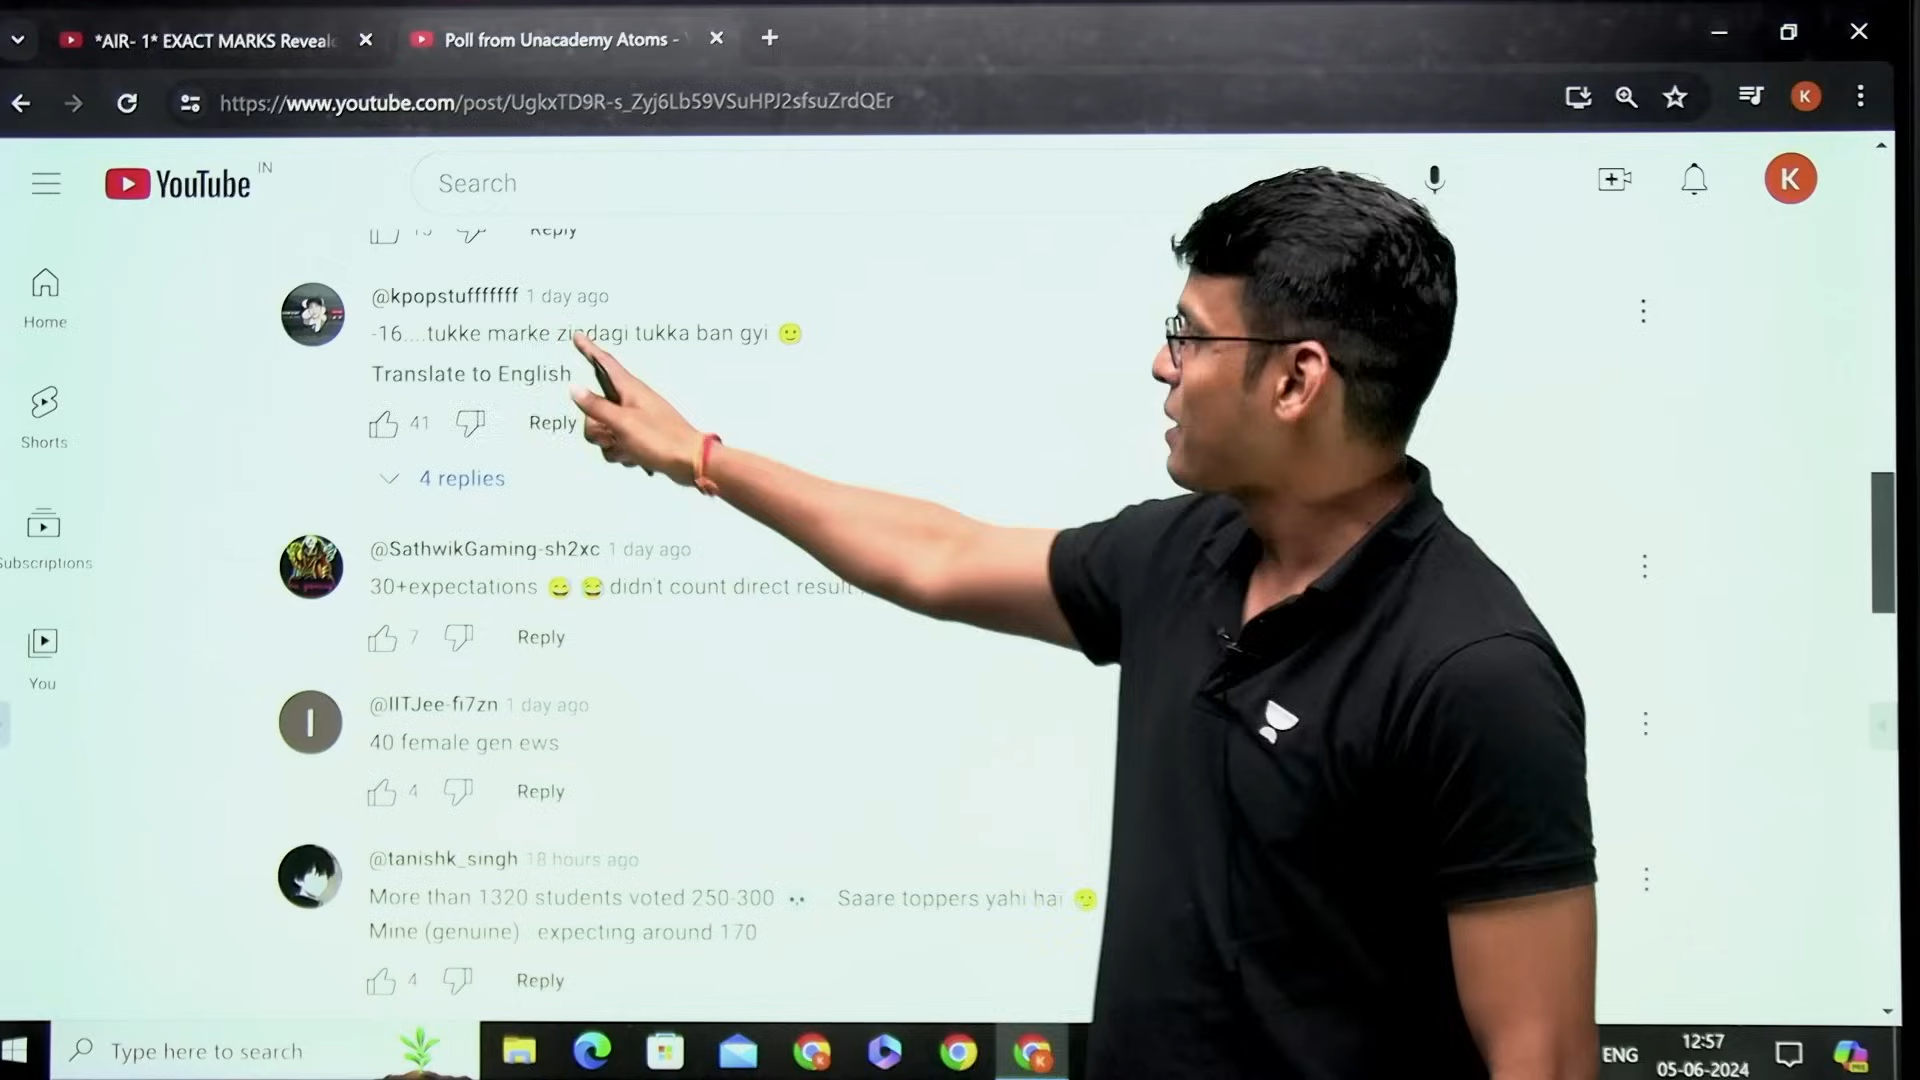 *AIR- 1* EXACT MARKS Reveal
Poll from Unacademy Atoms -
https://www.youtube.com/post/UgkxTD9R-s_Zyj6Lb59VSuHPJ2sfsuZrdQEr
K
YouTube
IN
Search
K
Reply
Home
@kpopstufffffff 1 day ago
-16....tukke marke zindagi tukka ban gyi
Translate to English
41 Reply
4 replies
Shorts
Subscriptions
You
@SathwikGaming-sh2xc 1 day ago
30+expectations didn't count direct result
7 Reply
I
@IITJee-fi7zn 1 day ago
40 female gen ews
4 Reply
@tanishk_singh 18 hours ago
More than 1320 students voted 250-300 Saare toppers yahi hai
Mine (genuine) expecting around 170
4 Reply
Type here to search
K
K
ENG
12:57
05-06-2024